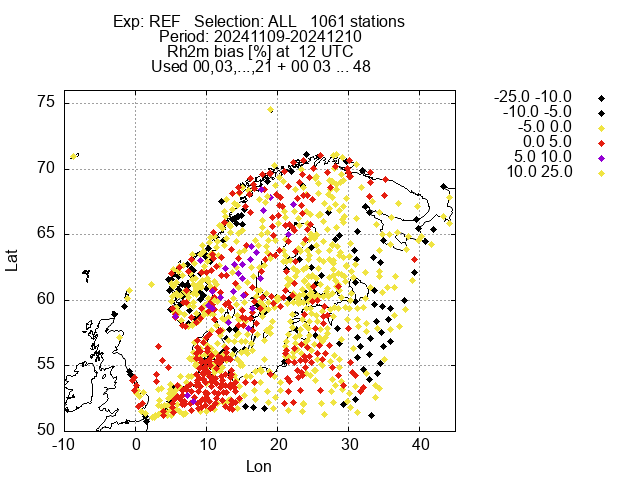 Exp: REF   Selection: ALL   1061 stations
Period: 20241109-20241210
Rh2m bias [%] at  12 UTC
Used 00,03,...,21 + 00 03 ... 48
-25.0 -10.0
-10.0 -5.0
-5.0 0.0
0.0 5.0
5.0 10.0
10.0 25.0
75
70
65
60
55
50
Lat
-10 0 10 20 30 40
Lon